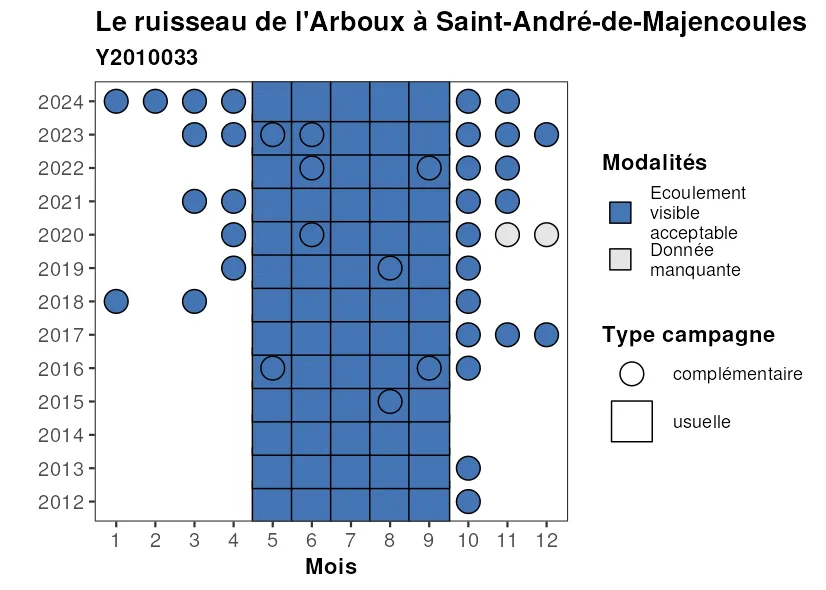 Le ruisseau de l'Arboux à Saint-André-de-Majencoules
Y2010033
2024
2023
2022
2021
2020
2019
2018
2017
2016
2015
2014
2013
2012
1 2 3 4 5 6 7 8 9 10 11 12
Mois
Modalités
Ecoulement
visible
acceptable
Donnée
manquante
Type campagne
complémentaire
usuelle